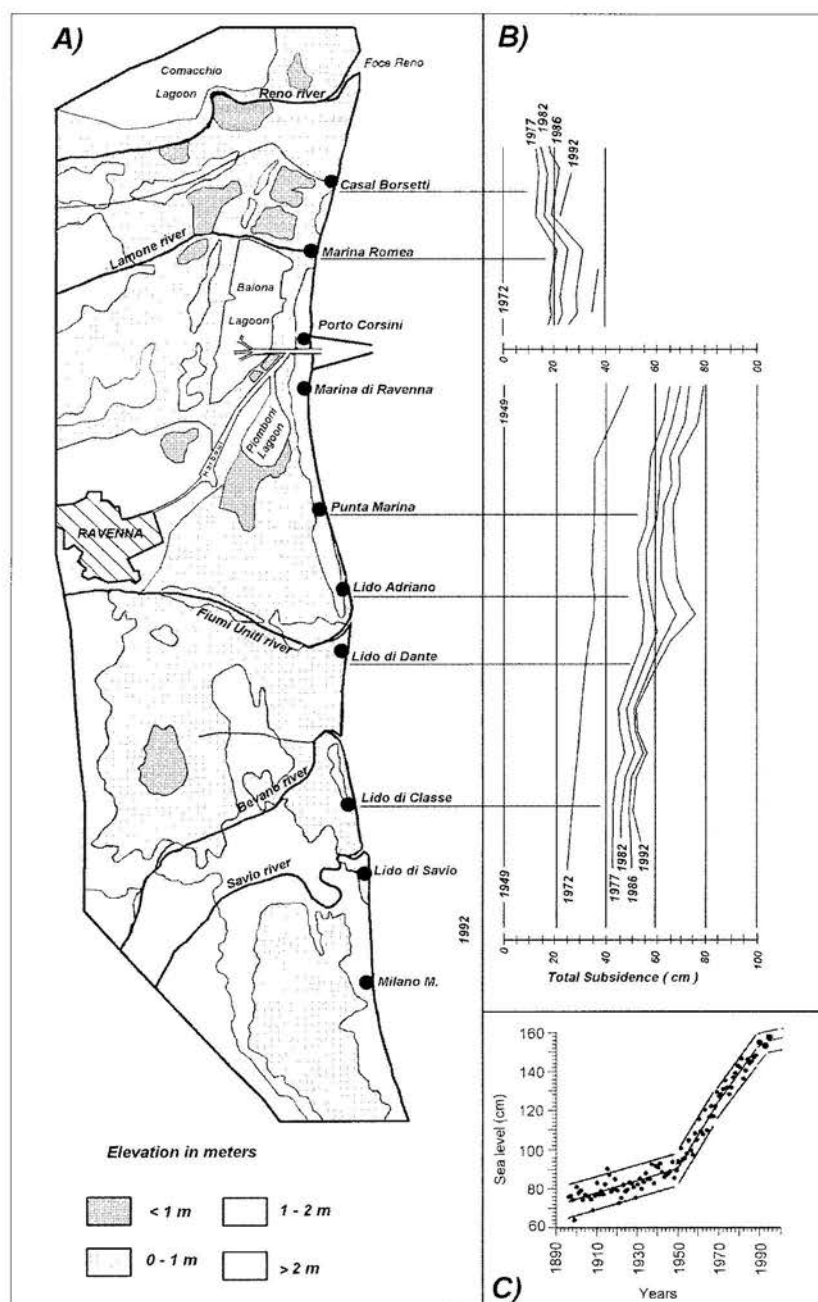 A)
Comacchio
Lagoon
Foce Reno
Reno river
Casal Borsetti
Lamone river
Marina Romea
Baiona
Lagoon
Porto Corsini
Marina di Ravenna
Harbour
Piomboni
Lagoon
RAVENNA
Punta Marina
Lido Adriano
Fiumi Uniti river
Lido di Dante
Bevano river
Lido di Classe
Savio river
Lido di Savio
Milano M.
Elevation in meters
< 1 m
1 - 2 m
0 - 1 m
> 2 m
B)
1977
1982
1986
1992
1972
0
20
40
60
80
1949
1949
1972
1977
1982
1986
1992
1992
0
20
40
60
80
100
Total Subsidence ( cm )
160
140
120
100
80
60
Sea level (cm)
1890
1910
1930
1950
1970
1990
Years
C)